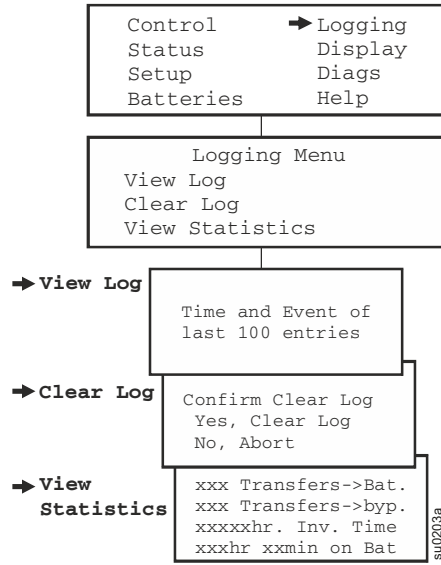 Control ➔ Logging
Status Display
Setup Diags
Batteries Help
Logging Menu
View Log
Clear Log
View Statistics
➔ View Log
Time and Event of
last 100 entries
➔ Clear Log
Confirm Clear Log
Yes, Clear Log
No, Abort
➔ View
Statistics
xxx Transfers->Bat.
xxx Transfers->byp.
xxxxxhr. Inv. Time
xxxhr xxmin on Bat
su0203a